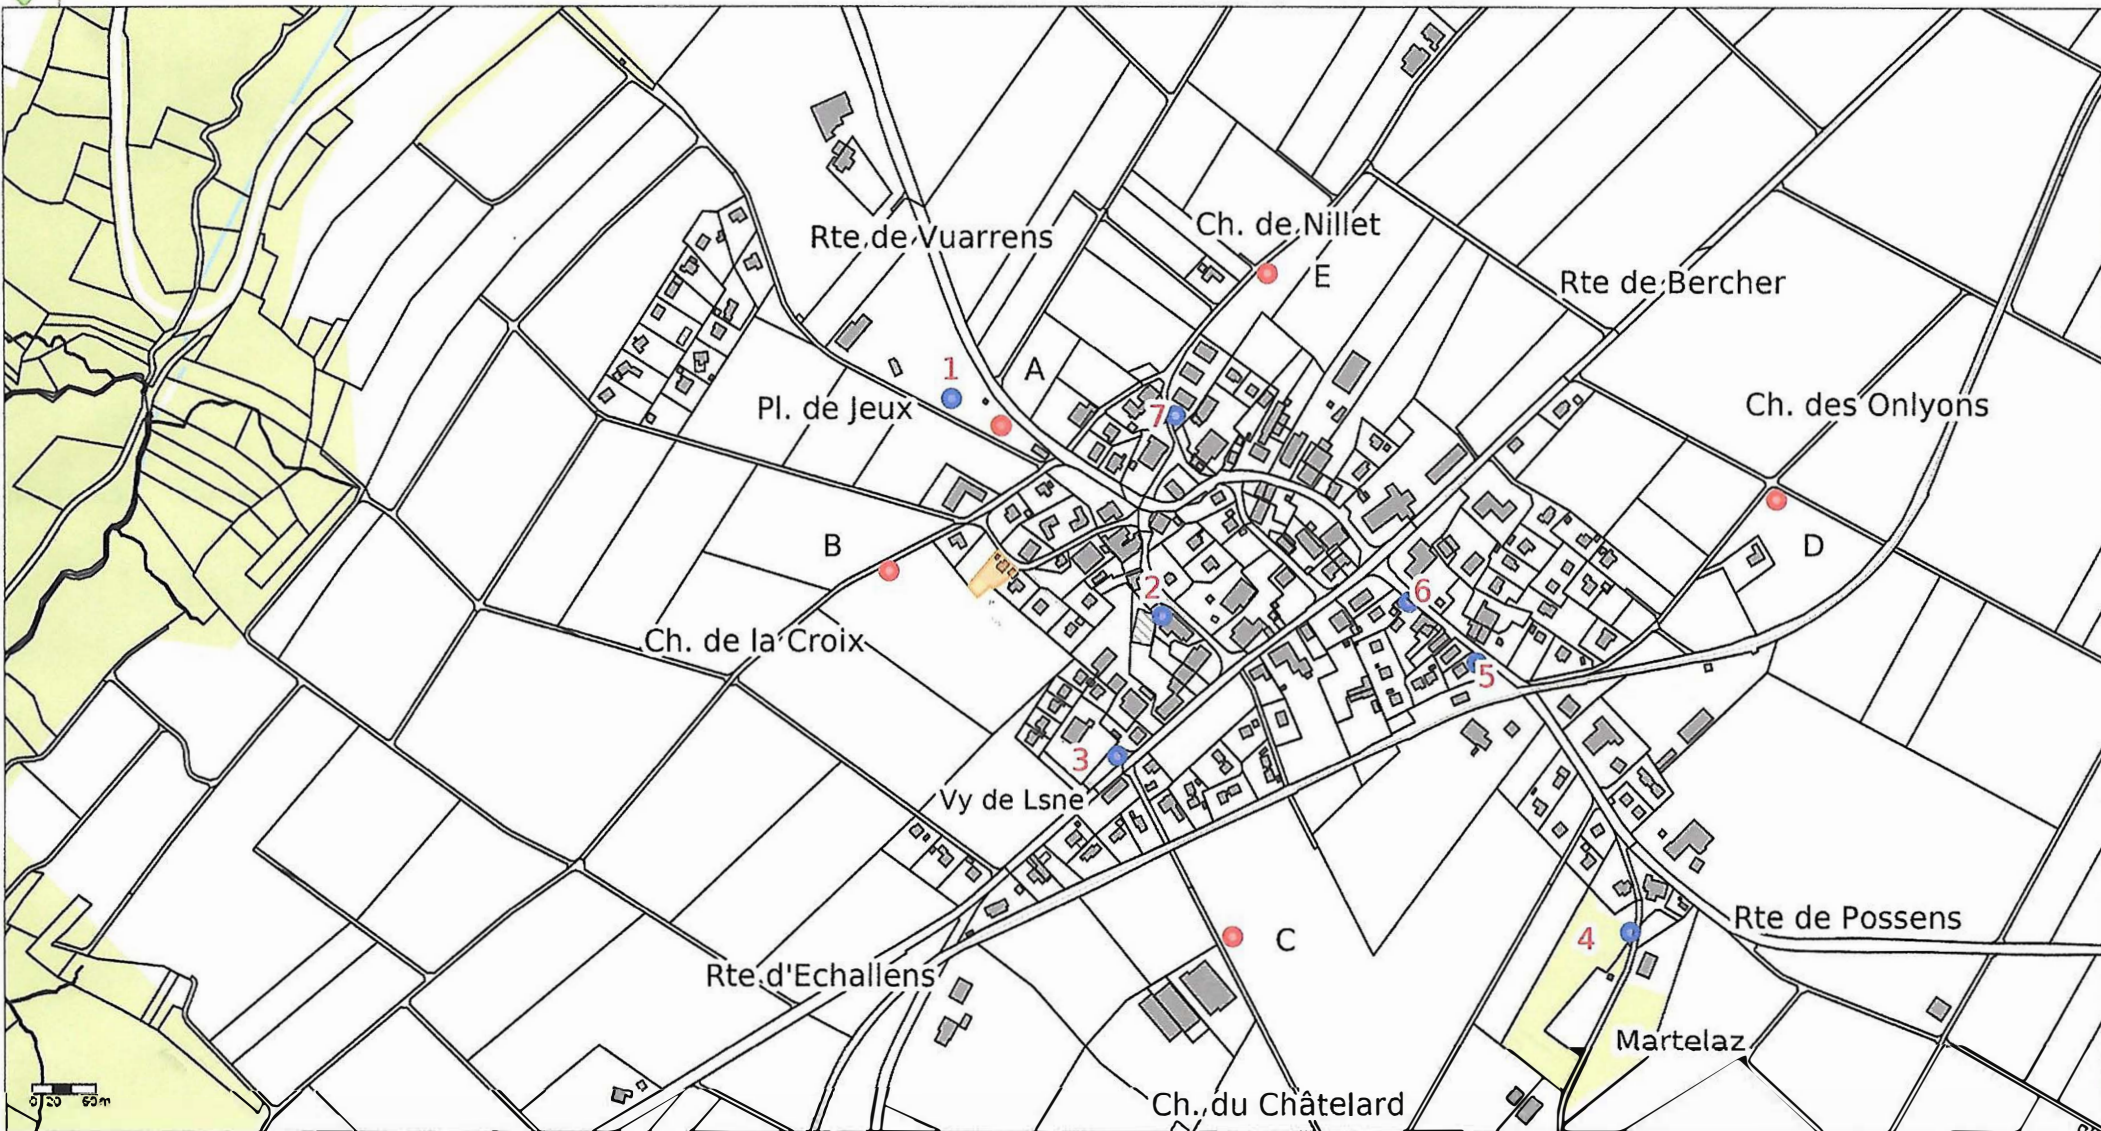 Ch. de Nillet
Rte de Vuarrens
E
Rte de Bercher
1
A
Pl. de Jeux
7
Ch. des Onlyons
B
D
2
6
Ch. de la Croix
5
3
Vy de Lsne
Rte de Possens
4
C
Rte d'Echallens
Martelaz
0 20 60m
Ch. du Châtelard